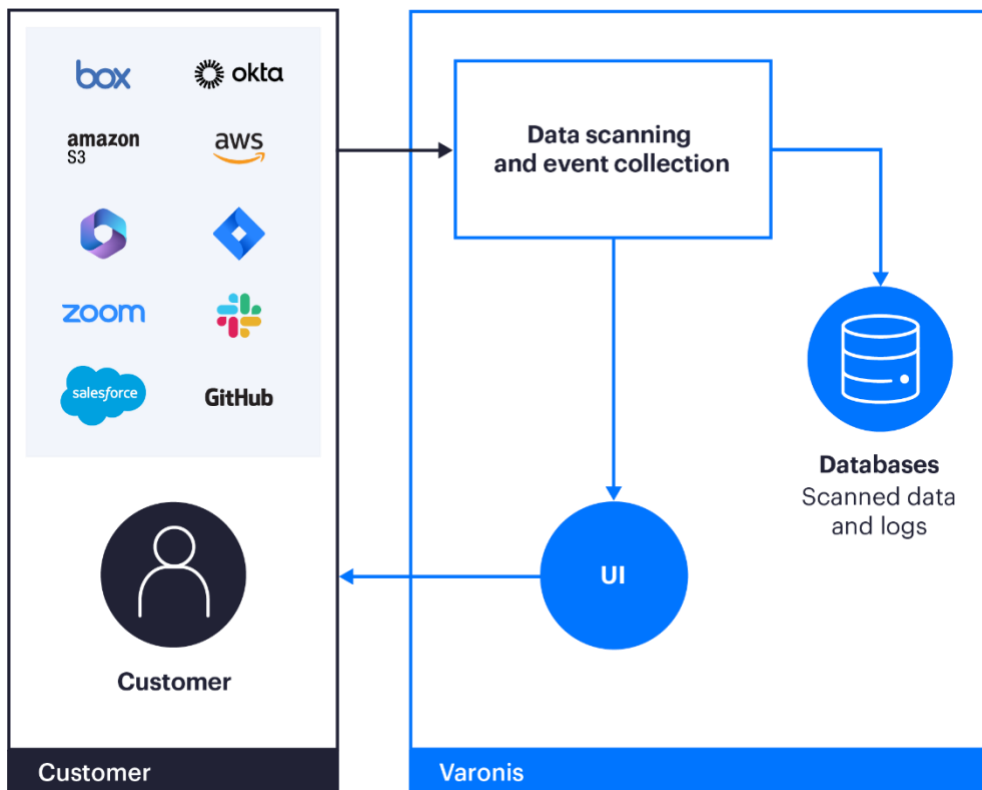 box
okta
amazon
S3
aws
zoom
salesforce
GitHub
Customer
Customer
Data scanning
and event collection
Databases
Scanned data
and logs
UI
Varonis